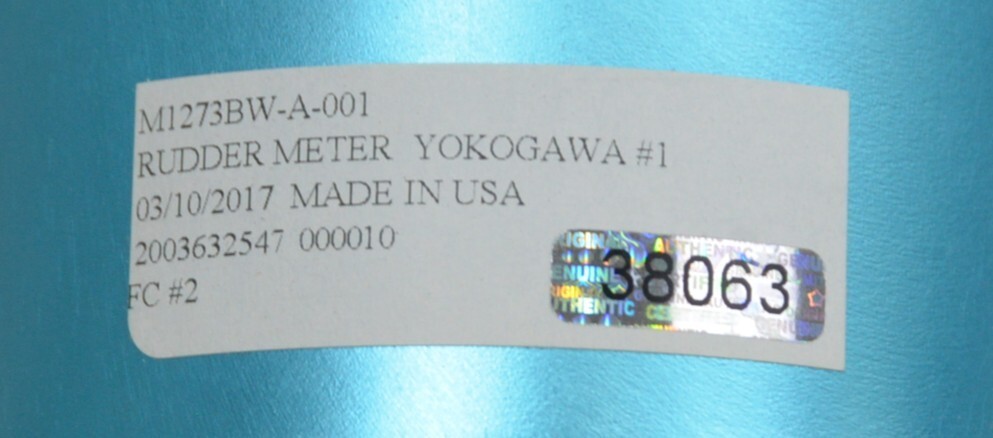 M1273BW-A-001
RUDDER METER YOKOGAWA #1
03/10/2017 MADE IN USA
2003632547 000010
FC #2
38063